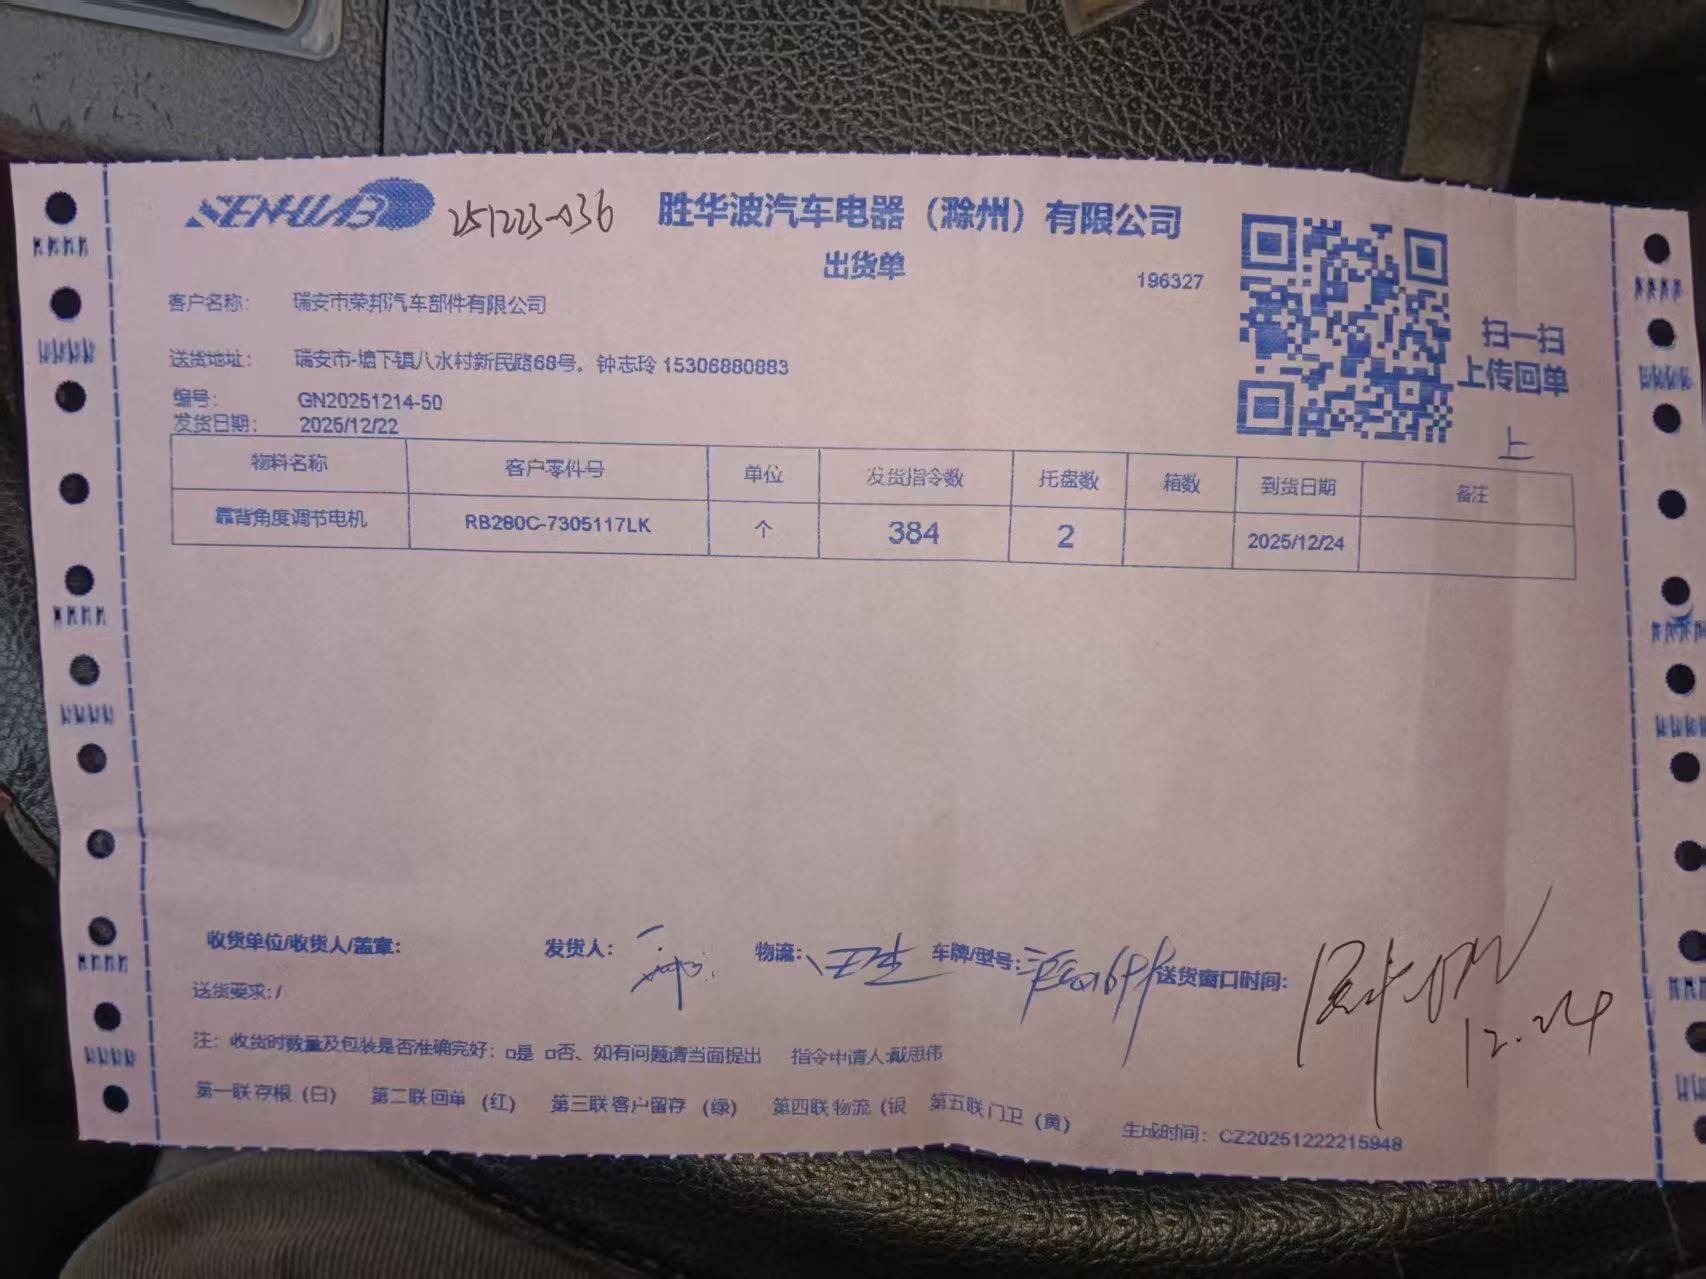 SENHUAB 251223-036 胜华波汽车电器（滁州）有限公司
出货单
196327
客户名称： 瑞安市荣邦汽车部件有限公司
扫一扫
上传回单
送货地址： 瑞安市-塘下镇八水村新民路68号。钟志玲 15306880883
编号： GN20251214-50
发货日期： 2025/12/22
上
物料名称 客户零件号 单位 发货指令数 托盘数 箱数 到货日期 备注
靠背角度调节电机 RB280C-7305117LK 个 384 2 2025/12/24
收货单位/收货人/盖章： 发货人： 物流： 车牌/型号： 送货窗口时间：
12.24
送货要求：/
注：收货时数量及包装是否准确完好：□是 □否、如有问题请当面提出 指令申请人:戴思伟
第一联存根（白） 第二联回单（红） 第三联客户留存（绿） 第四联物流（银 第五联门卫（黄）
生成时间：CZ20251222215948